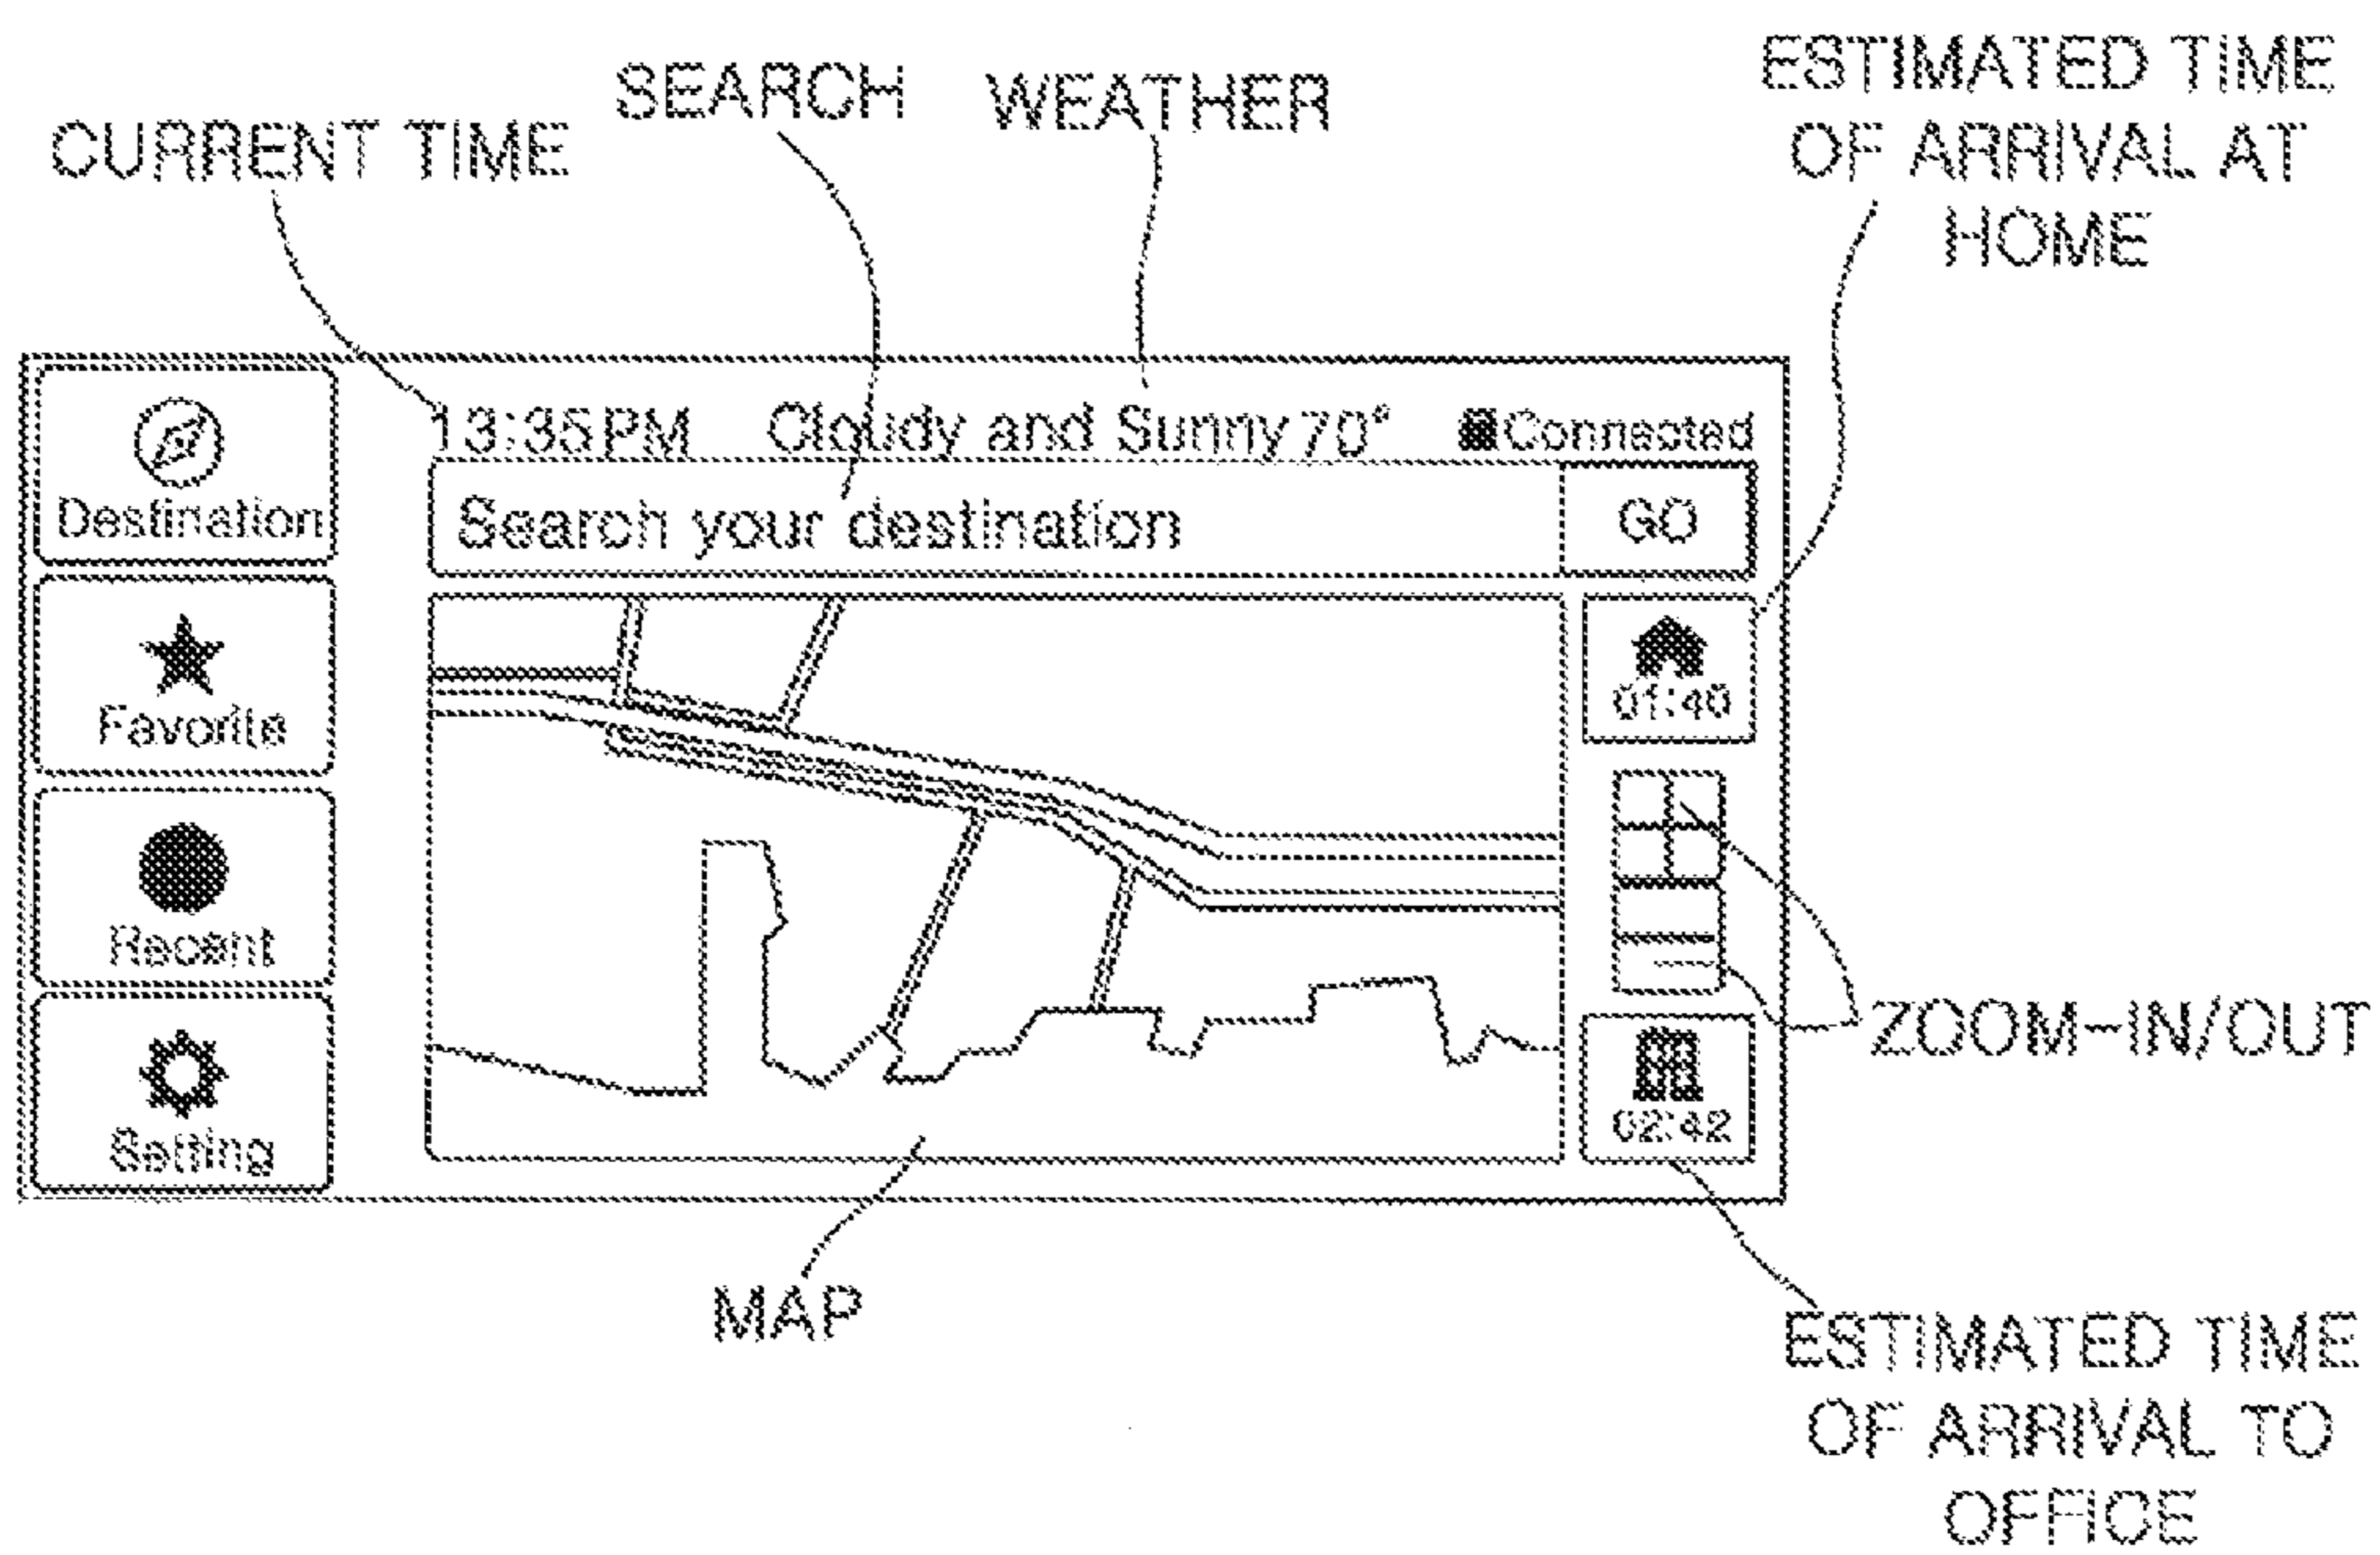 ESTIMATED TIME
OF ARRIVAL AT
HOME
SEARCH
WEATHER
CURRENT TIME
13:35PM
Cloudy and Sunny 70°
Connected
Destination
Search your destination
GO
Favorite
01:40
Recent
ZOOM-IN/OUT
Setting
02:42
MAP
ESTIMATED TIME
OF ARRIVAL TO
OFFICE